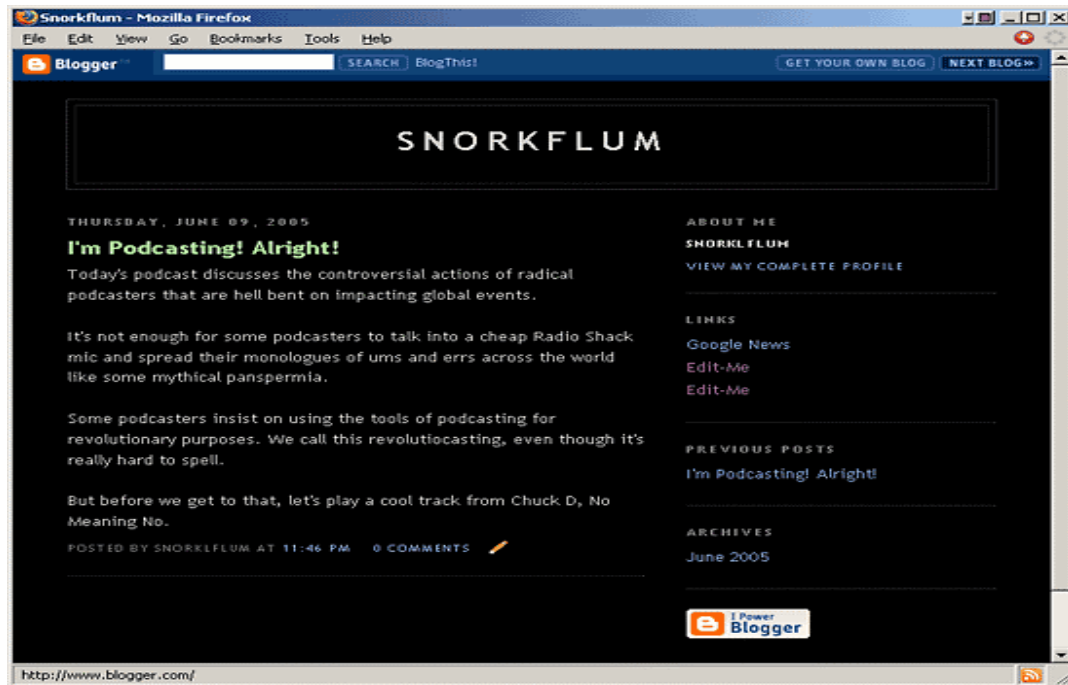 Snorkflum - Mozilla Firefox
File Edit View Go Bookmarks Tools Help
Blogger SEARCH BlogThis! GET YOUR OWN BLOG NEXT BLOG»
SNORKFLUM
THURSDAY, JUNE 09, 2005
I'm Podcasting! Alright!
Today's podcast discusses the controversial actions of radical
podcasters that are hell bent on impacting global events.
It's not enough for some podcasters to talk into a cheap Radio Shack
mic and spread their monologues of ums and errs across the world
like some mythical panspermia.
Some podcasters insist on using the tools of podcasting for
revolutionary purposes. We call this revolutiocasting, even though it's
really hard to spell.
But before we get to that, let's play a cool track from Chuck D, No
Meaning No.
POSTED BY SNORKLFLUM AT 11:46 PM 0 COMMENTS
ABOUT ME
SNORKLFLUM
VIEW MY COMPLETE PROFILE
LINKS
Google News
Edit-Me
Edit-Me
PREVIOUS POSTS
I'm Podcasting! Alright!
ARCHIVES
June 2005
I Power
Blogger
http://www.blogger.com/